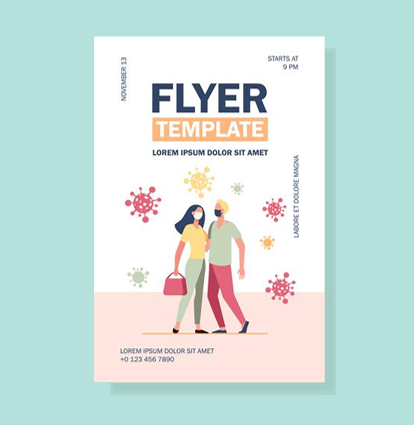 NOVEMBER 13
STARTS AT
9 PM
FLYER
TEMPLATE
LOREM IPSUM DOLOR SIT AMET
LABORE ET DOLORE MAGNA
LOREM IPSUM DOLOR SIT AMET
+0 123 456 7890